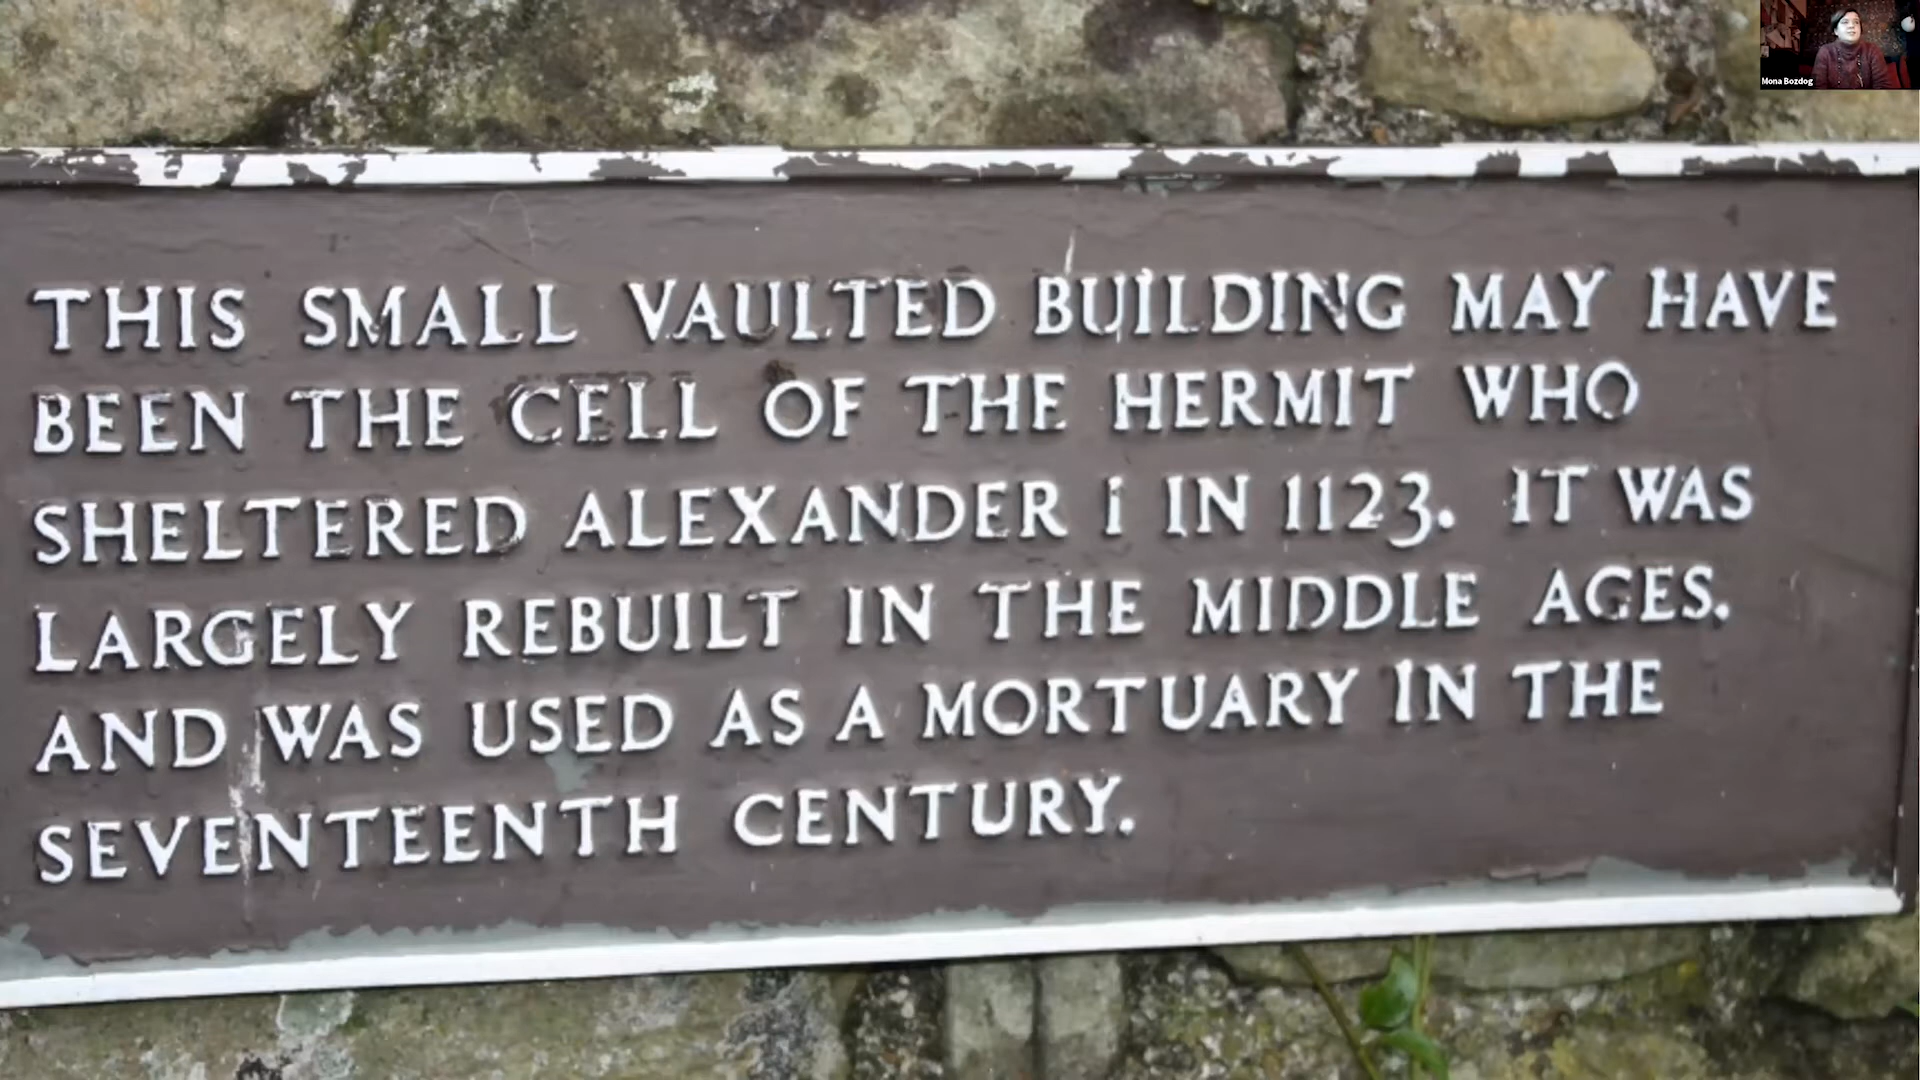 Mona Bozdog
THIS SMALL VAULTED BUILDING MAY HAVE
BEEN THE CELL OF THE HERMIT WHO
SHELTERED ALEXANDER I IN 1123. IT WAS
LARGELY REBUILT IN THE MIDDLE AGES.
AND WAS USED AS A MORTUARY IN THE
SEVENTEENTH CENTURY.